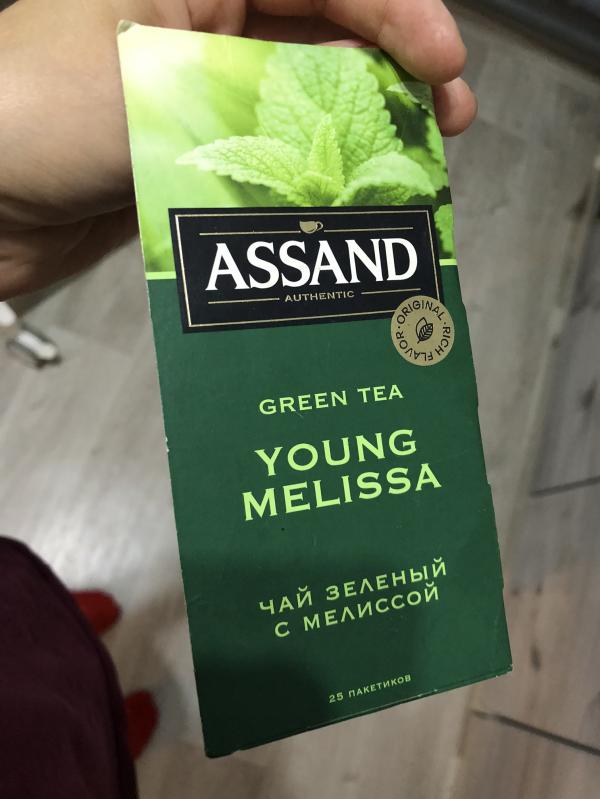 ASSAND
AUTHENTIC
ORIGINAL · RICH FLAVOR ·
GREEN TEA
YOUNG
MELISSA
ЧАЙ ЗЕЛЕНЫЙ
С МЕЛИССОЙ
25 ПАКЕТИКОВ